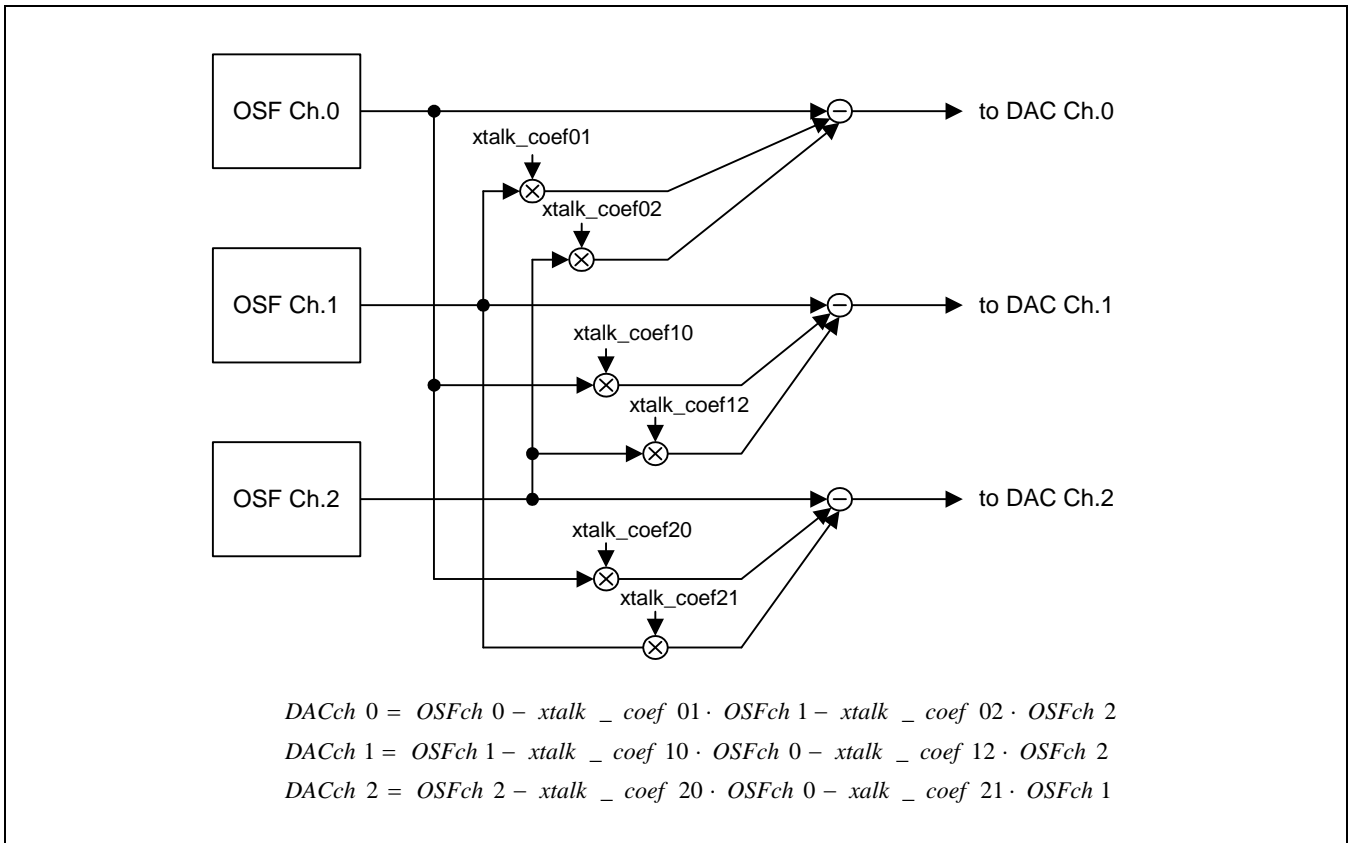 OSF Ch.0
to DAC Ch.0
xtalk_coef01
xtalk_coef02
OSF Ch.1
to DAC Ch.1
xtalk_coef10
xtalk_coef12
OSF Ch.2
to DAC Ch.2
xtalk_coef20
xtalk_coef21
DACch 0 = OSFch 0 − xtalk _ coef 01 · OSFch 1 − xtalk _ coef 02 · OSFch 2
DACch 1 = OSFch 1 − xtalk _ coef 10 · OSFch 0 − xtalk _ coef 12 · OSFch 2
DACch 2 = OSFch 2 − xtalk _ coef 20 · OSFch 0 − xalk _ coef 21 · OSFch 1